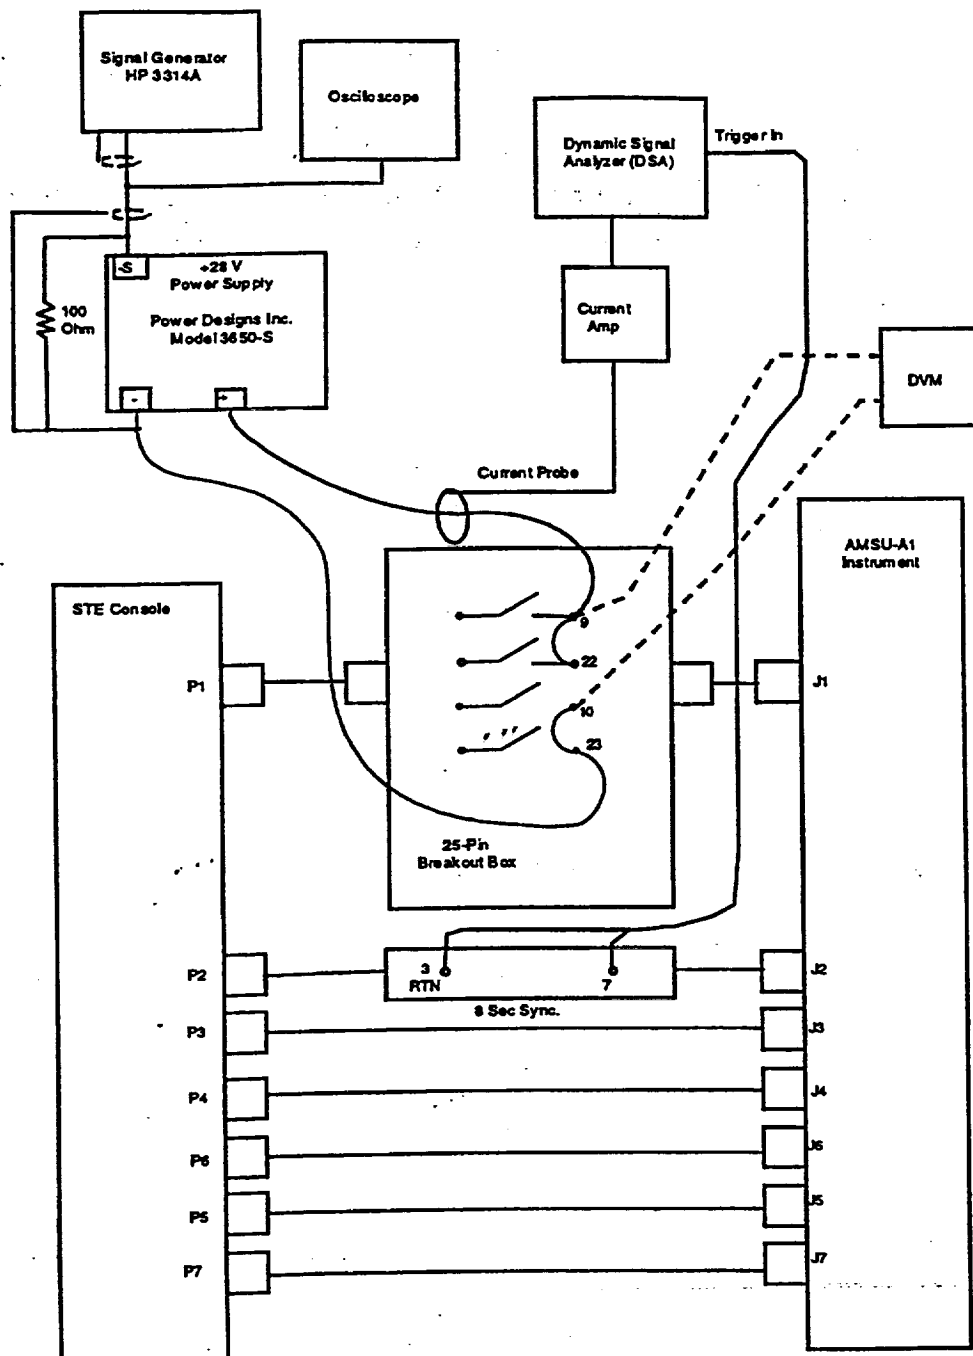 Signal Generator
HP 3314A
Osciloscope
Dynamic Signal
Analyzer (DSA)
Trigger In
-S
+28 V
Power Supply
Power Designs Inc.
Model 3650-S
100
Ohm
-
+
Current
Amp
DVM
Current Probe
AMSU-A1
Instrument
STE Console
9
22
10
23
P1
J1
25-Pin
Breakout Box
P2
3
RTN
7
J2
8 Sec Sync.
P3
J3
P4
J4
P6
J6
P5
J5
P7
J7